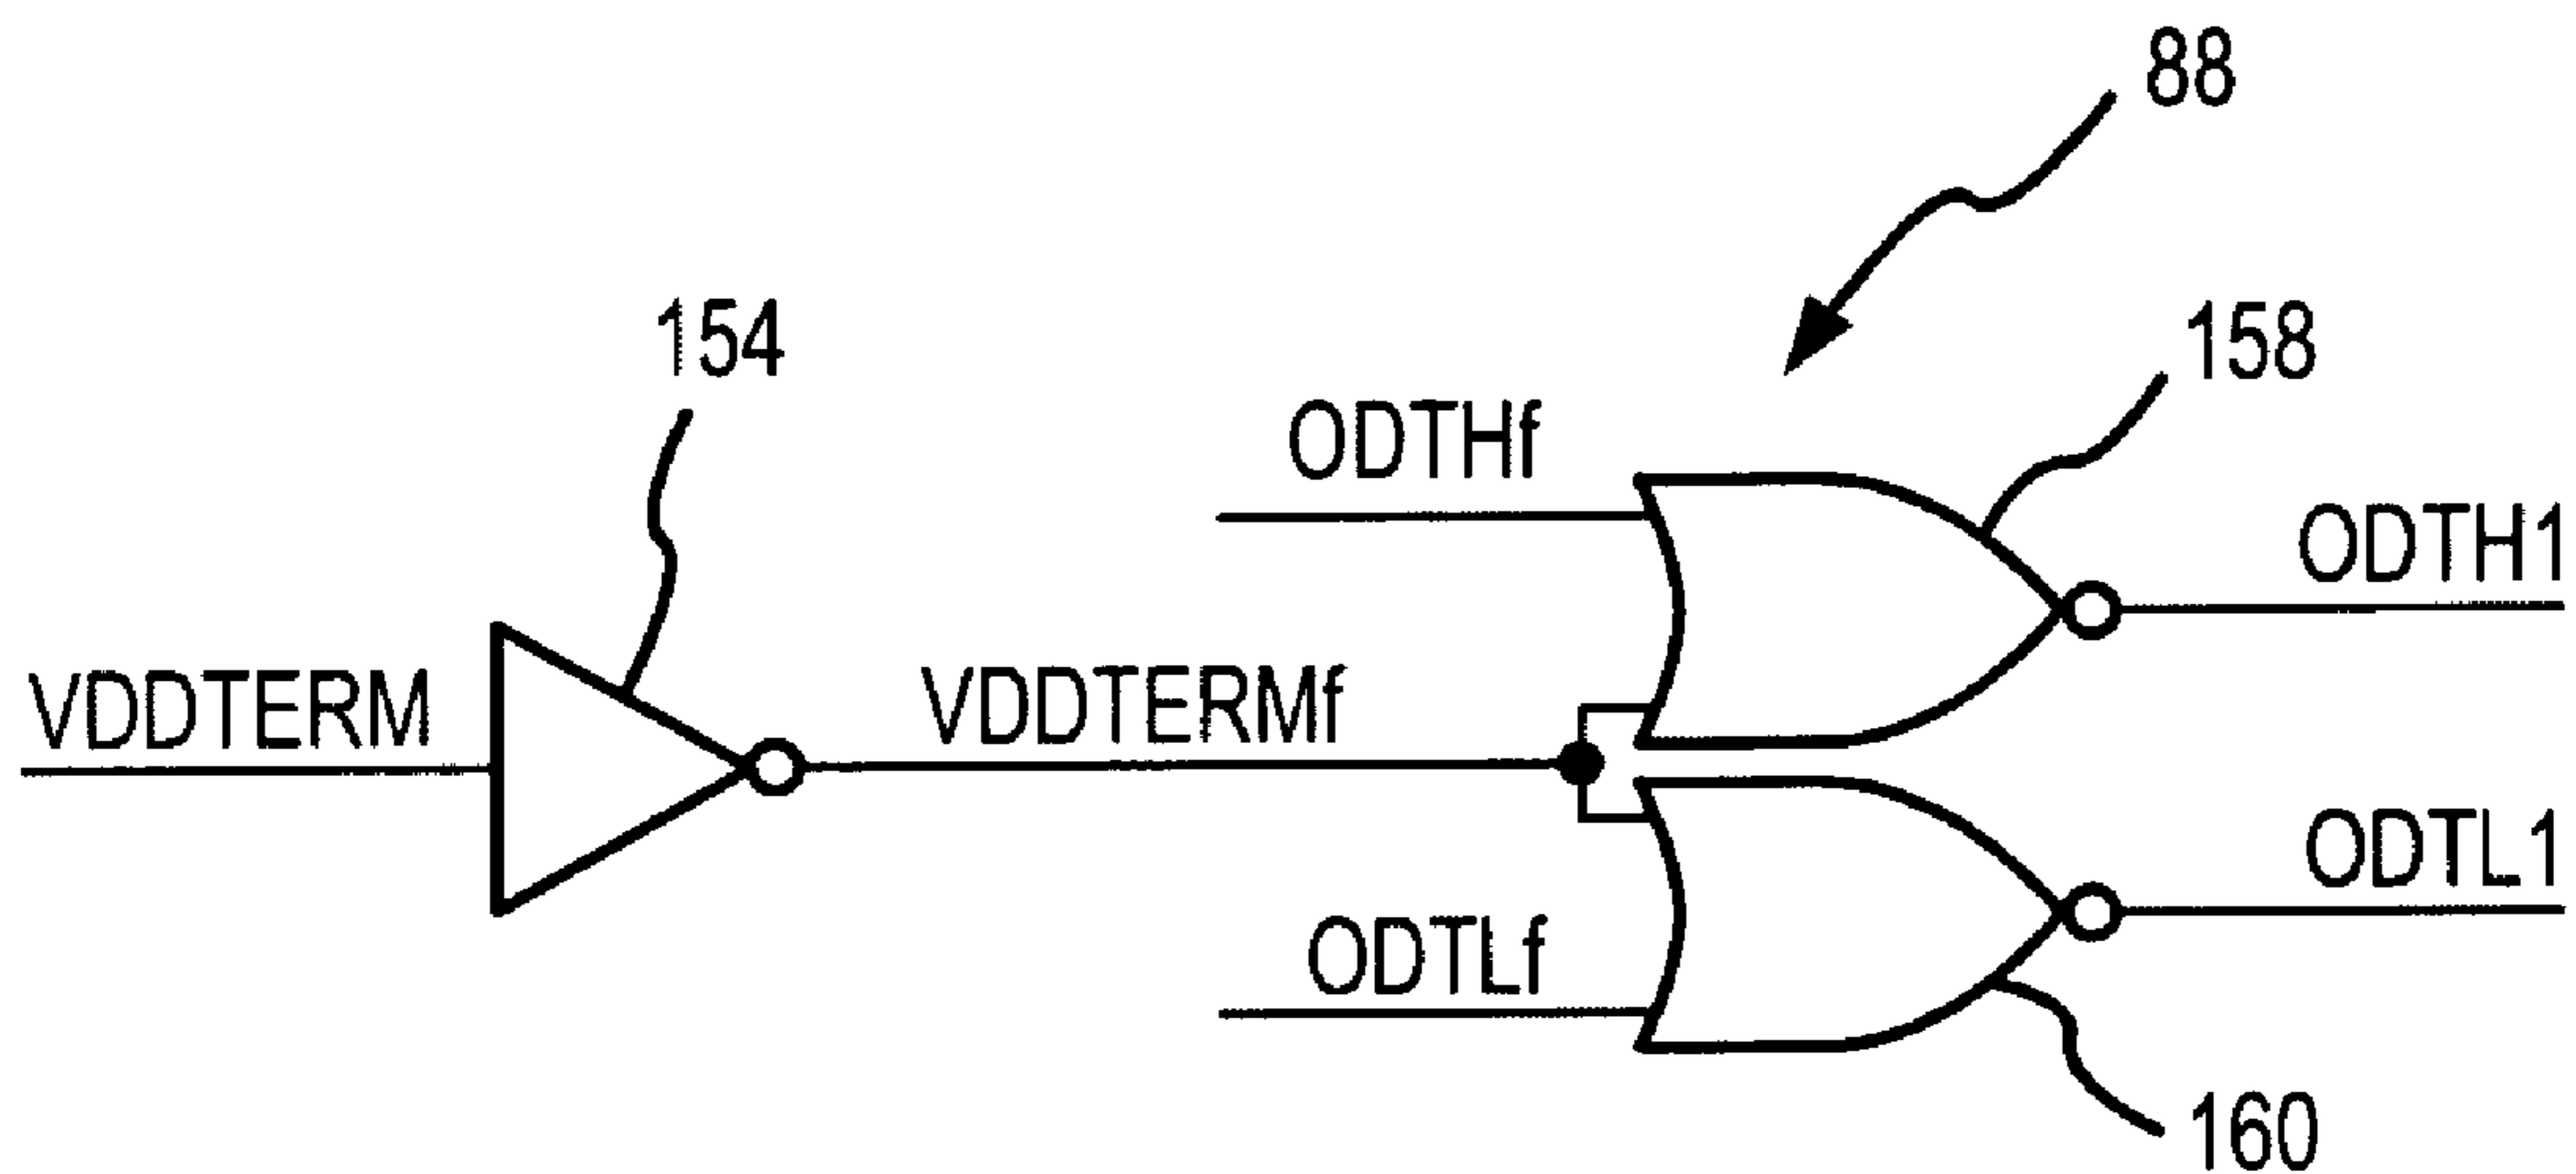 88
154
158
ODTHf
ODTH1
VDDTERM
VDDTERMf
ODTL1
ODTLf
160